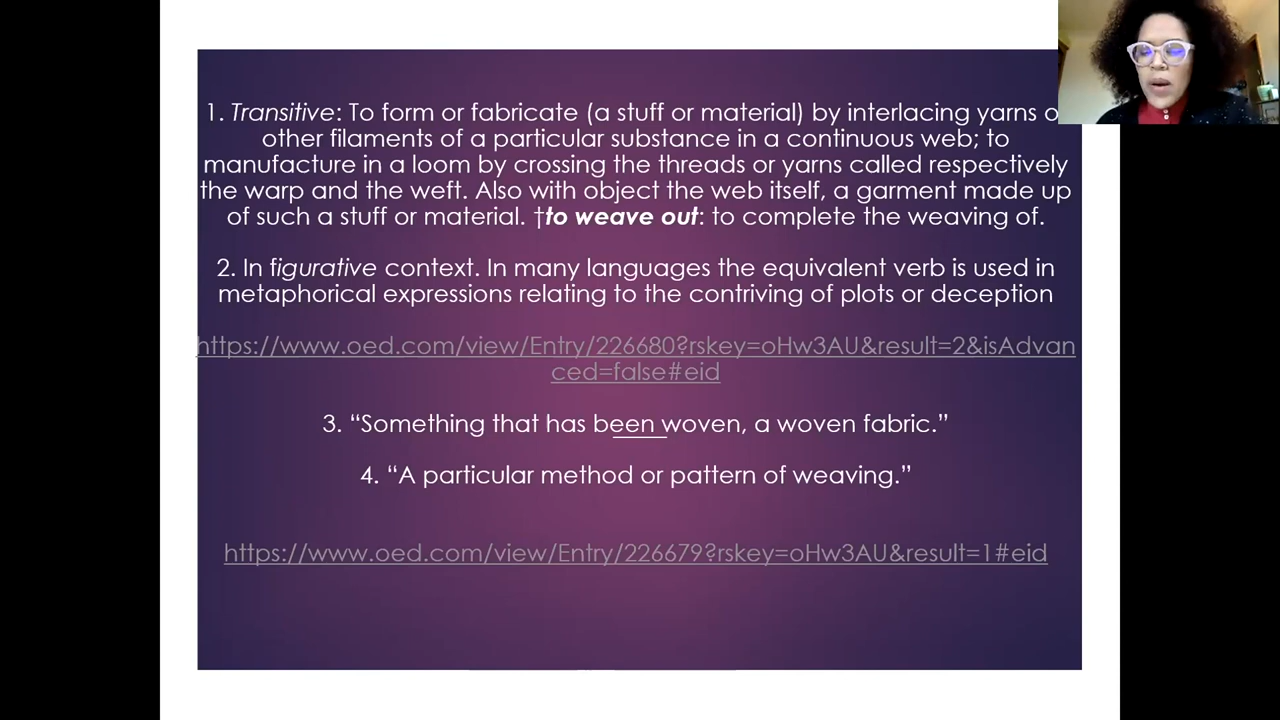 1. Transitive: To form or fabricate (a stuff or material) by interlacing yarns
other filaments of a particular substance in a continuous web; to
manufacture in a loom by crossing the threads or yarns called respectively
the warp and the weft. Also with object the web itself, a garment made up
of such a stuff or material. †to weave out: to complete the weaving of.
2. In figurative context. In many languages the equivalent verb is used in
metaphorical expressions relating to the contriving of plots or deception
https://www.oed.com/view/Entry/226680?rskey=oHw3AU&result=2&isAdvan
ced=false#eid
3. “Something that has been woven, a woven fabric.”
4. “A particular method or pattern of weaving.”
https://www.oed.com/view/Entry/226679?rskey=oHw3AU&result=1#eid